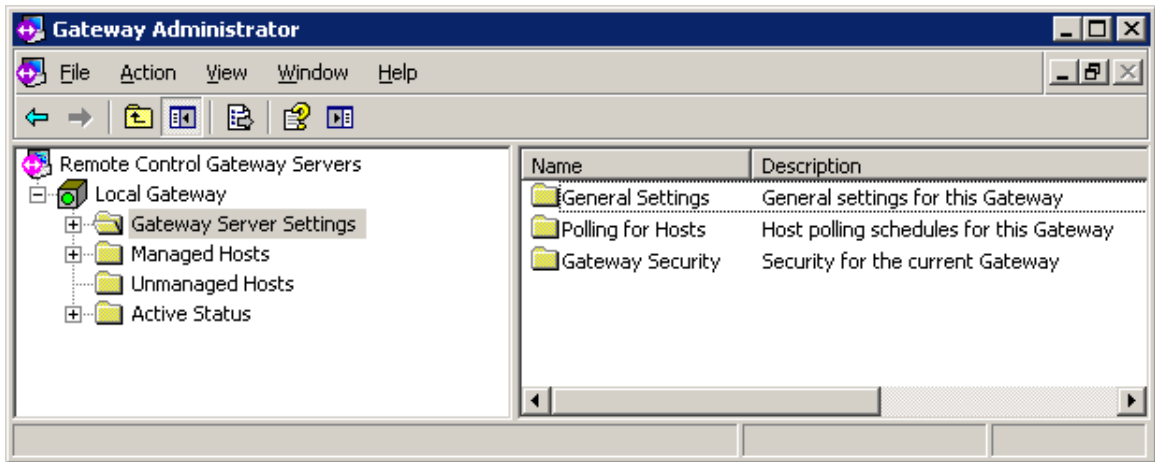 Gateway Administrator
File Action View Window Help
Remote Control Gateway Servers
Local Gateway
Gateway Server Settings
Managed Hosts
Unmanaged Hosts
Active Status
Name Description
General Settings General settings for this Gateway
Polling for Hosts Host polling schedules for this Gateway
Gateway Security Security for the current Gateway